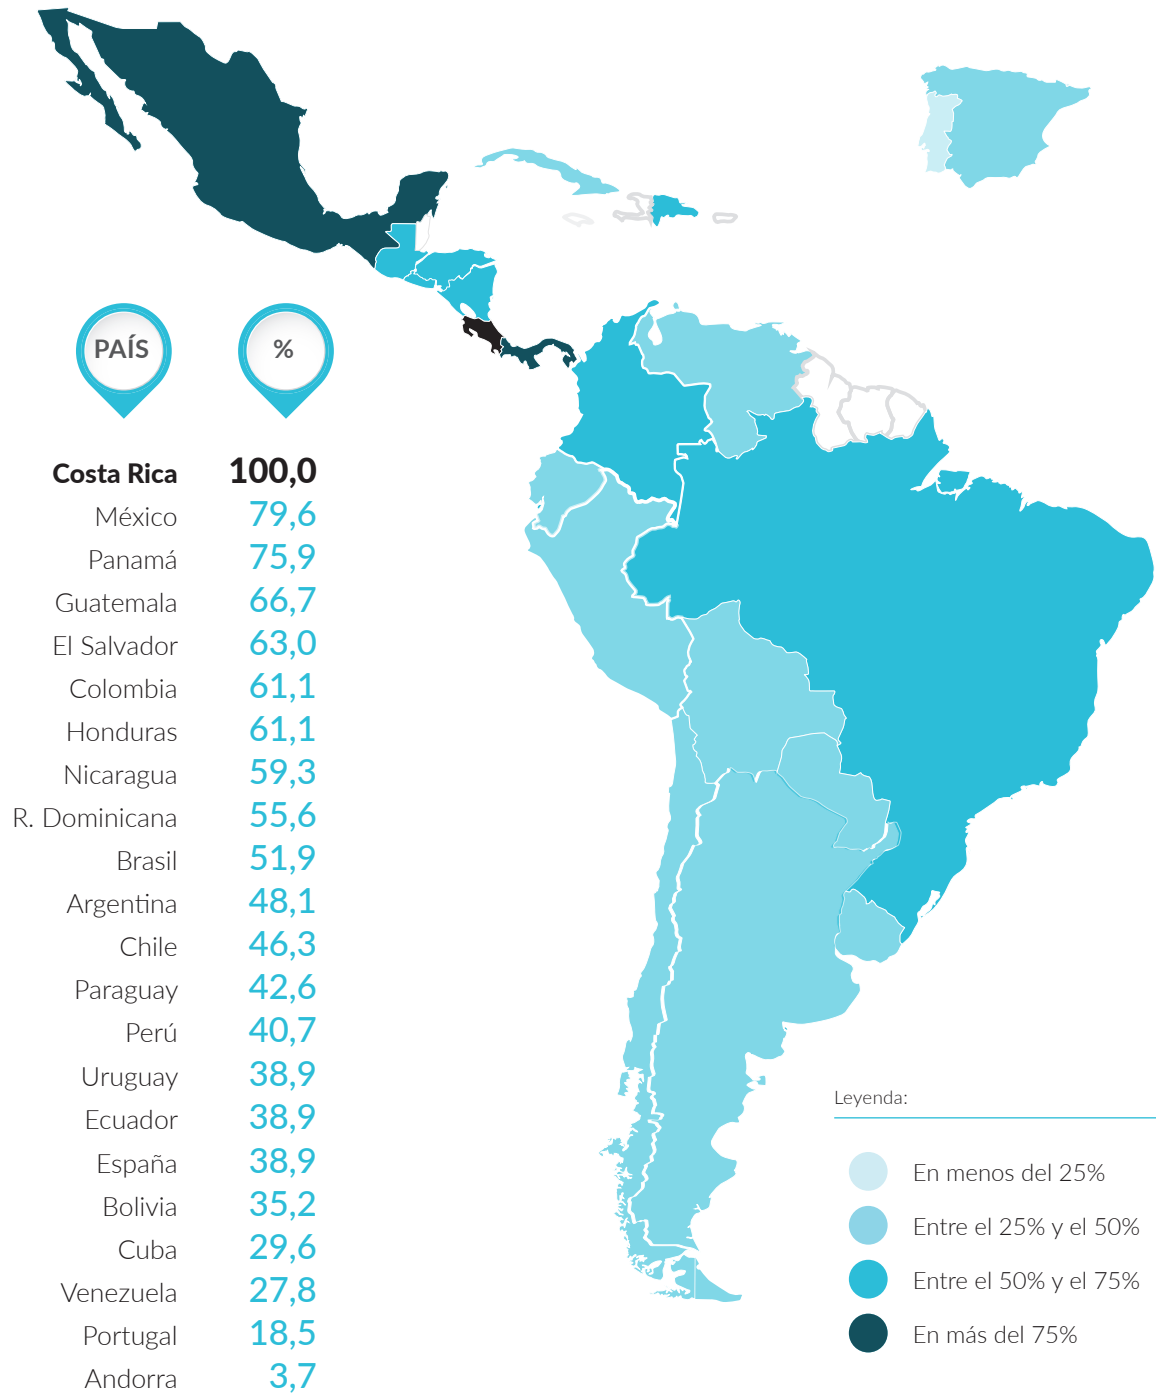 PAÍS %
Costa Rica 100,0
México 79,6
Panamá 75,9
Guatemala 66,7
El Salvador 63,0
Colombia 61,1
Honduras 61,1
Nicaragua 59,3
R. Dominicana 55,6
Brasil 51,9
Argentina 48,1
Chile 46,3
Paraguay 42,6
Perú 40,7
Uruguay 38,9
Ecuador 38,9
España 38,9
Bolivia 35,2
Cuba 29,6
Venezuela 27,8
Portugal 18,5
Andorra 3,7
Leyenda:
En menos del 25%
Entre el 25% y el 50%
Entre el 50% y el 75%
En más del 75%